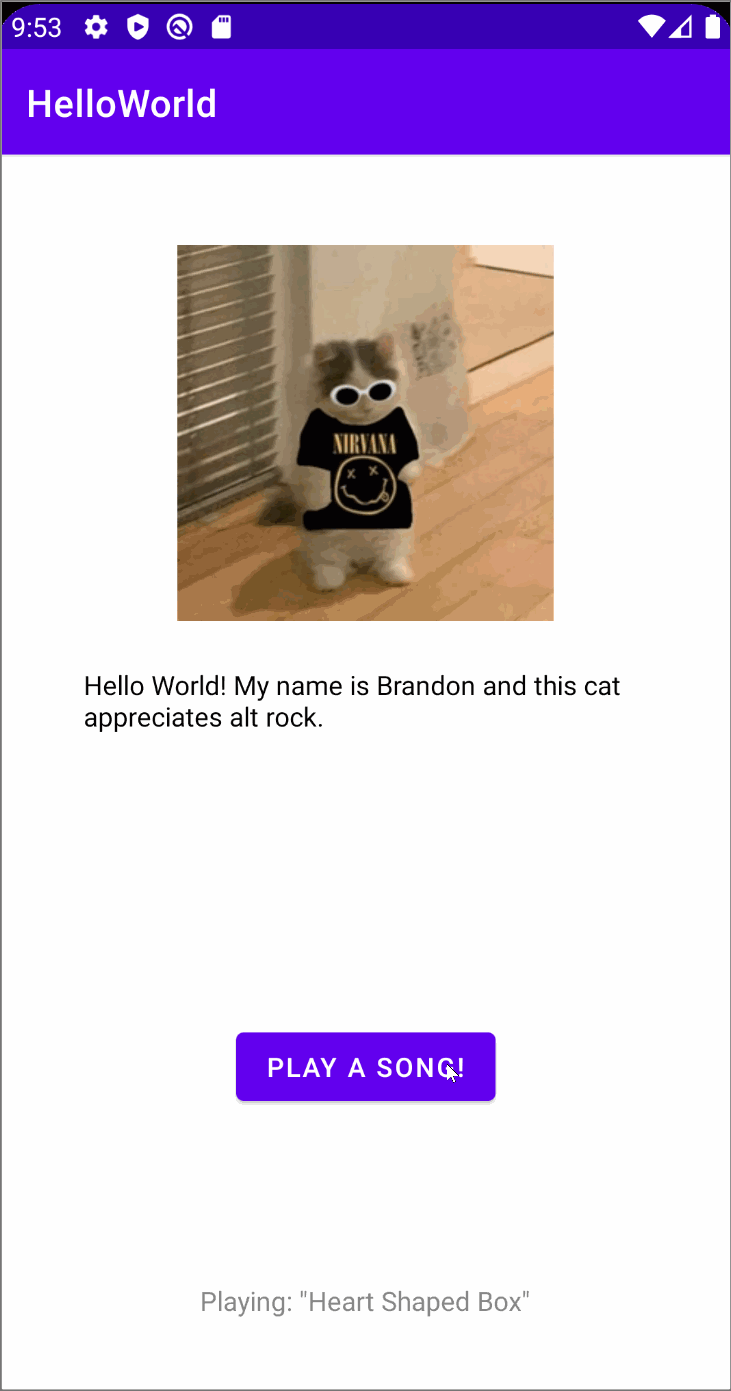 9:53
HelloWorld
NIRVANA
Hello World! My name is Brandon and this cat
appreciates alt rock.
PLAY A SONG!
Playing: "Heart Shaped Box"